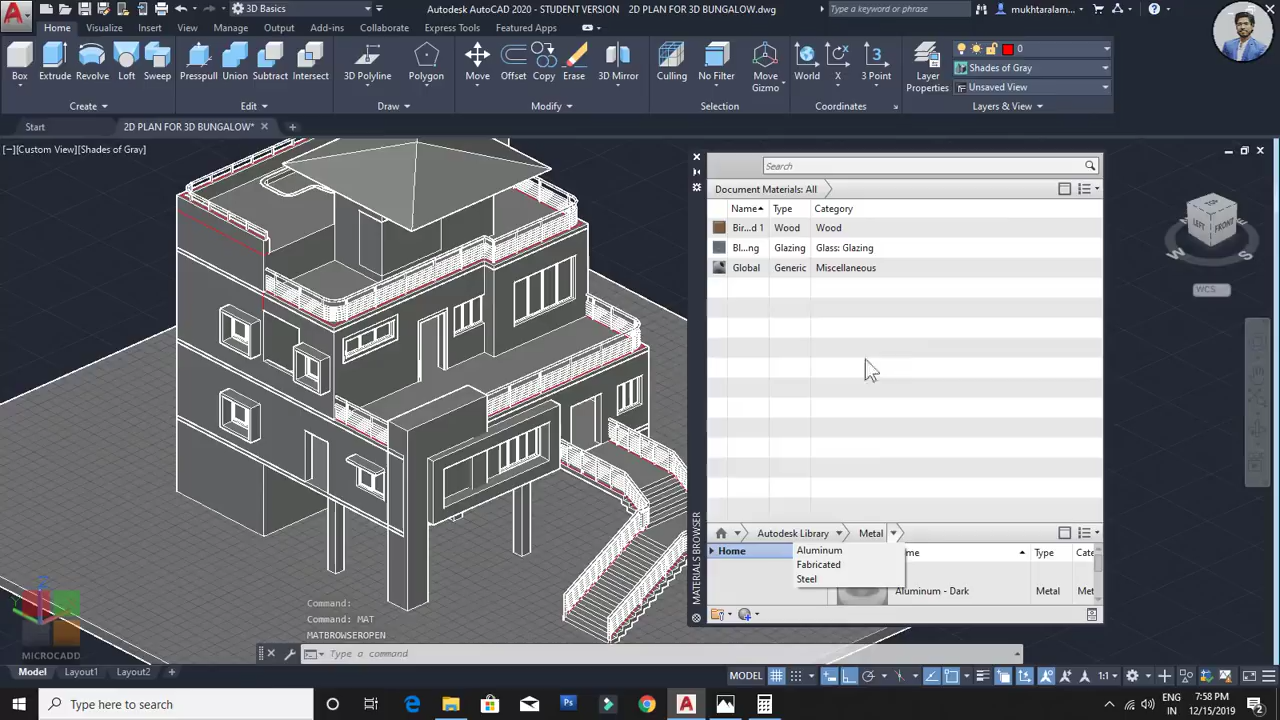 3D Basics
Autodesk AutoCAD 2020 - STUDENT VERSION 2D PLAN FOR 3D BUNGALOW.dwg
Type a keyword or phrase
mukhtaralam...
Home Visualize Insert View Manage Output Add-ins Collaborate Express Tools Featured Apps
Box Extrude Revolve Loft Sweep Presspull Union Subtract Intersect 3D Polyline Polygon Move Offset Copy Erase 3D Mirror Culling No Filter Move Gizmo World X 3 Point Layer Properties
0
Shades of Gray
Unsaved View
Create Edit Draw Modify Selection Coordinates Layers & View
Start 2D PLAN FOR 3D BUNGALOW*
[−][Custom View][Shades of Gray]
Search
Document Materials: All
Name Type Category
Bir...d 1 Wood Wood
Bl...ng Glazing Glass: Glazing
Global Generic Miscellaneous
TOP
LEFT FRONT
W S
WCS
MATERIALS BROWSER
Autodesk Library Metal
Home
Aluminum
Fabricated
Steel
Type
Aluminum - Dark Metal
Command:
Command: MAT
MATBROWSEROPEN
Type a command
MICROCADD
Model Layout1 Layout2
MODEL 1:1
Type here to search
ENG
IN
7:58 PM
12/15/2019